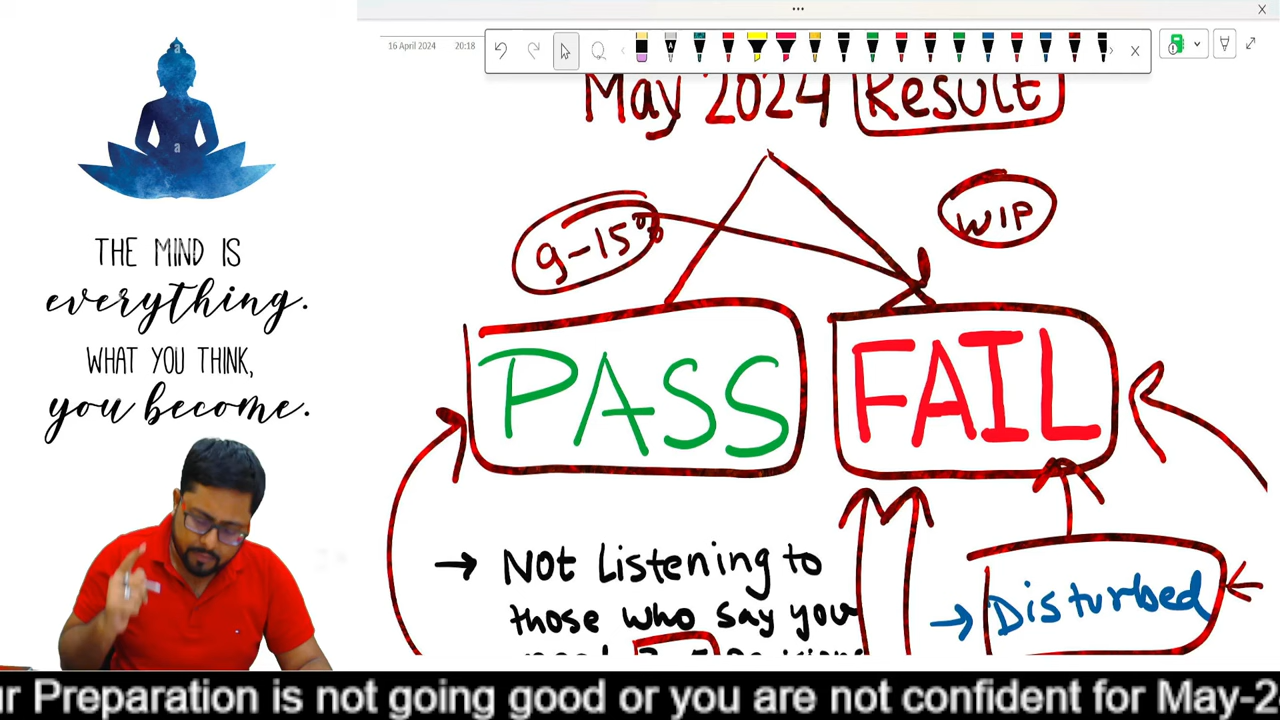 16 April 2024 20:18
May 2024 Result
9-15%
WIP
THE MIND IS
everything.
WHAT YOU THINK,
you become.
PASS
FAIL
→ Not Listening to
those who say you
→ Disturbed
Preparation is not going good or you are not confident for May-2